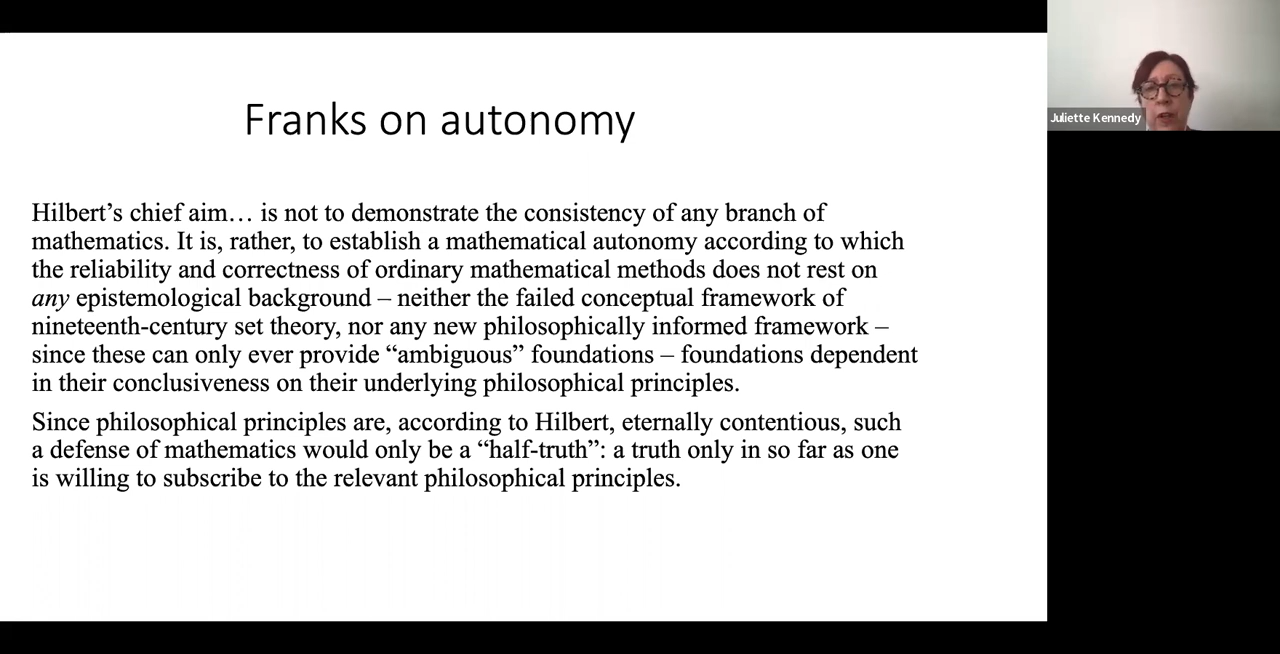 Franks on autonomy
Juliette Kennedy
Hilbert’s chief aim… is not to demonstrate the consistency of any branch of
mathematics. It is, rather, to establish a mathematical autonomy according to which
the reliability and correctness of ordinary mathematical methods does not rest on
any epistemological background – neither the failed conceptual framework of
nineteenth-century set theory, nor any new philosophically informed framework –
since these can only ever provide “ambiguous” foundations – foundations dependent
in their conclusiveness on their underlying philosophical principles.
Since philosophical principles are, according to Hilbert, eternally contentious, such
a defense of mathematics would only be a “half-truth”: a truth only in so far as one
is willing to subscribe to the relevant philosophical principles.